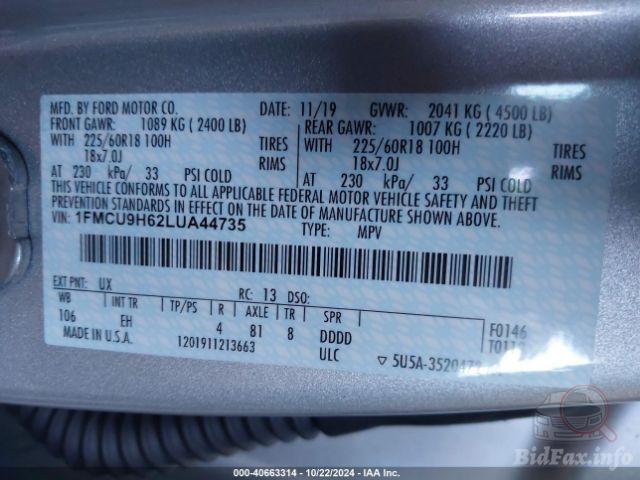 MFD. BY FORD MOTOR CO. DATE: 11/19 GVWR: 2041 KG ( 4500 LB)
FRONT GAWR: 1089 KG ( 2400 LB) REAR GAWR: 1007 KG ( 2220 LB)
WITH 225/60R18 100H TIRES WITH 225/60R18 100H TIRES
18x7.0J RIMS 18x7.0J RIMS
AT 230 kPa/ 33 PSI COLD AT 230 kPa/ 33 PSI COLD
THIS VEHICLE CONFORMS TO ALL APPLICABLE FEDERAL MOTOR VEHICLE SAFETY AND THEFT
PREVENTION STANDARDS IN EFFECT ON THE DATE OF MANUFACTURE SHOWN ABOVE.
VIN: 1FMCU9H62LUA44735 TYPE: MPV
EXT PNT: UX RC: 13 DSO:
WB INT TR TP/PS R AXLE TR SPR F0146
106 EH 4 81 8 DDDD
MADE IN U.S.A. 1201911213663 ULC ▽ 5U5A-3520472
000-40663314 - 10/22/2024 - IAA Inc.
BidFax.info